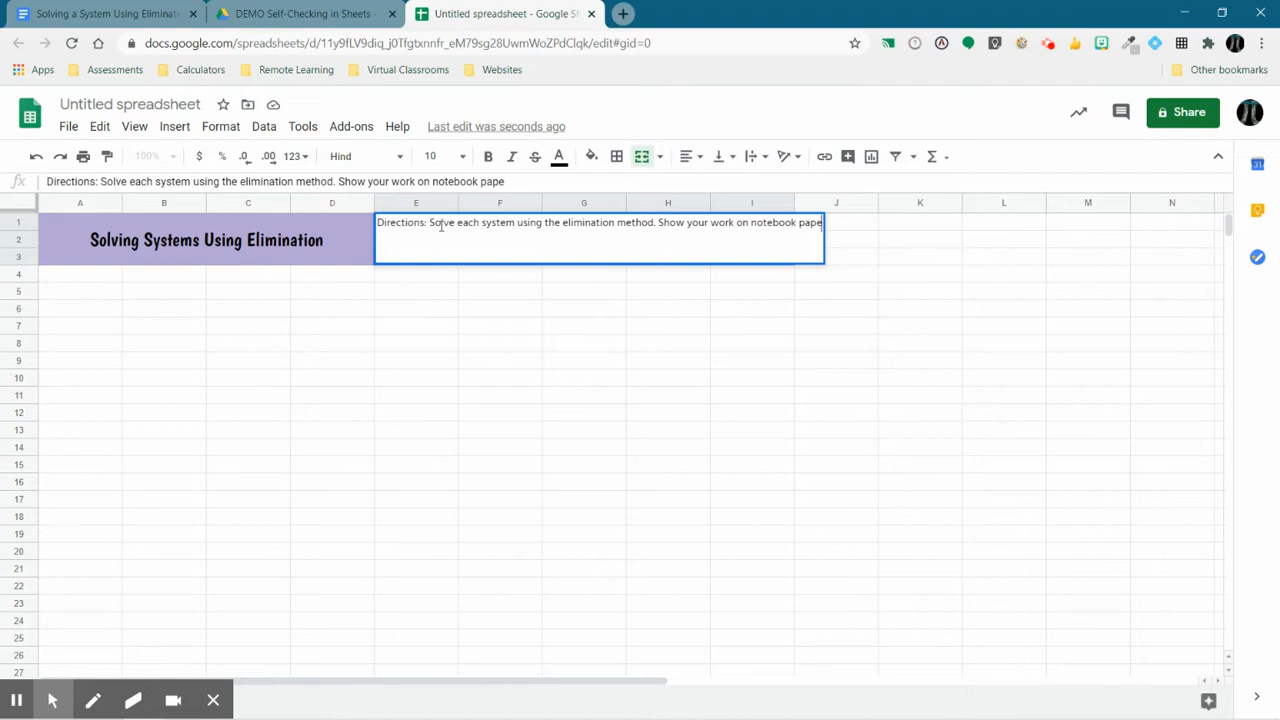 Solving a System Using Eliminati
DEMO Self-Checking in Sheets -
Untitled spreadsheet - Google Sh
docs.google.com/spreadsheets/d/11y9fLV9diq_j0Tfgtxnnfr_eM79sg28UwmWoZPdClqk/edit#gid=0
Apps Assessments Calculators Remote Learning Virtual Classrooms Websites Other bookmarks
Untitled spreadsheet
File Edit View Insert Format Data Tools Add-ons Help Last edit was seconds ago
Share
100% $ % .0 .00 123 Hind 10 B I S A
fx Directions: Solve each system using the elimination method. Show your work on notebook pape
A B C D E F G H I J K L M N
1
Solving Systems Using Elimination
Directions: Solve each system using the elimination method. Show your work on notebook pape
2
3
4
5
6
7
8
9
10
11
12
13
14
15
16
17
18
19
20
21
22
23
24
25
26
27